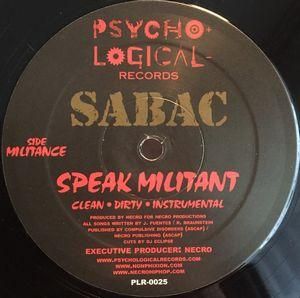 PSYCHO+
LOGICAL-
RECORDS
SABAC
SIDE
MILITANCE
SPEAK MILITANT
CLEAN • DIRTY • INSTRUMENTAL
PRODUCED BY NECRO FOR NECRO PRODUCTIONS
ALL SONGS WRITTEN BY J. FUENTES / R. BRAUNSTEIN
PUBLISHED BY COMPULSIVE DISORDERS (ASCAP) /
NECRO PUBLISHING (ASCAP)
CUTS BY DJ ECLIPSE
EXECUTIVE PRODUCER: NECRO
WWW.PSYCHOLOGICALRECORDS.COM
WWW.NONPHIXION.COM
WWW.NECROHIPHOP.COM
PLR-0025